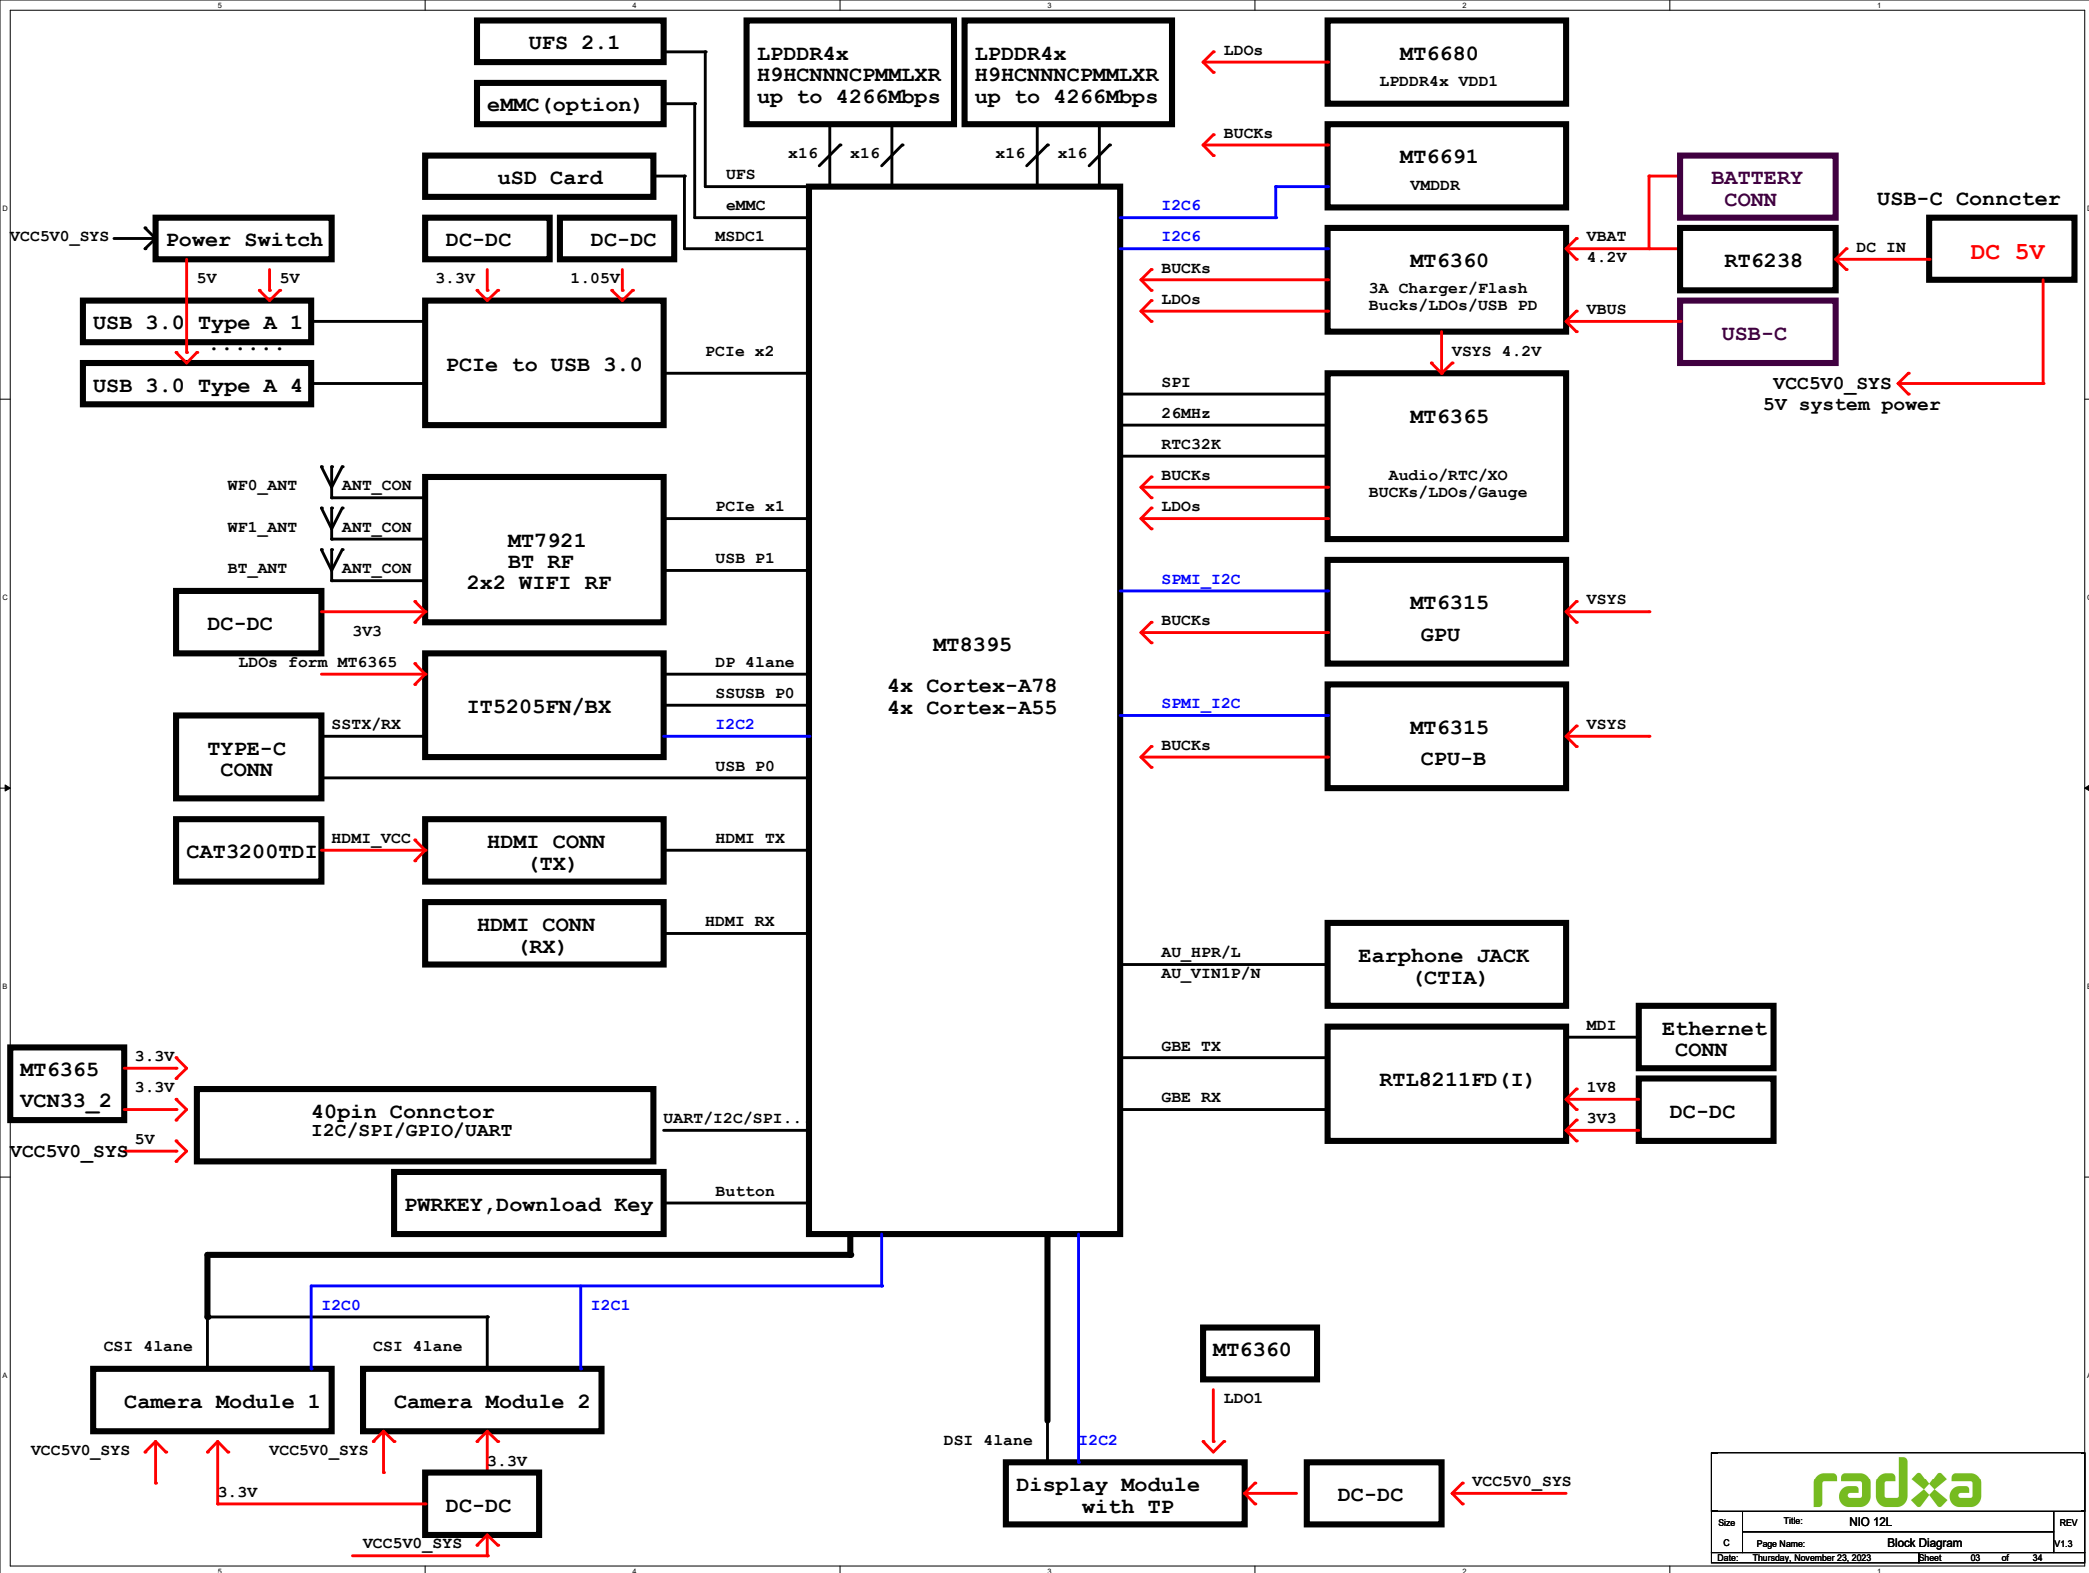 5 4 3 2 1
UFS 2.1
eMMC(option)
uSD Card
LPDDR4x
H9HCNNNCPMMLXR
up to 4266Mbps
LPDDR4x
H9HCNNNCPMMLXR
up to 4266Mbps
x16 x16 x16 x16
UFS
eMMC
MSDC1
LDOs
MT6680
LPDDR4x VDD1
BUCKs
MT6691
VMDDR
I2C6
I2C6
BUCKs
LDOs
MT6360
3A Charger/Flash
Bucks/LDOs/USB PD
VBAT
4.2V
VBUS
BATTERY
CONN
RT6238
USB-C
DC IN
USB-C Conncter
DC 5V
VCC5V0_SYS
5V system power
VSYS 4.2V
VCC5V0_SYS
Power Switch
5V
5V
DC-DC
3.3V
DC-DC
1.05V
USB 3.0 Type A 1
......
USB 3.0 Type A 4
PCIe to USB 3.0
PCIe x2
SPI
26MHz
RTC32K
BUCKs
LDOs
MT6365
Audio/RTC/XO
BUCKs/LDOs/Gauge
WF0_ANT
ANT_CON
WF1_ANT
ANT_CON
BT_ANT
ANT_CON
MT7921
BT RF
2x2 WIFI RF
PCIe x1
USB P1
DC-DC
3V3
LDOs form MT6365
IT5205FN/BX
DP 4lane
SSUSB P0
I2C2
USB P0
TYPE-C
CONN
SSTX/RX
MT8395
4x Cortex-A78
4x Cortex-A55
SPMI_I2C
BUCKs
MT6315
GPU
VSYS
SPMI_I2C
BUCKs
MT6315
CPU-B
VSYS
CAT3200TDI
HDMI_VCC
HDMI CONN
(TX)
HDMI TX
HDMI CONN
(RX)
HDMI RX
AU_HPR/L
AU_VIN1P/N
Earphone JACK
(CTIA)
GBE TX
GBE RX
RTL8211FD(I)
MDI
1V8
3V3
Ethernet
CONN
DC-DC
MT6365
VCN33_2
3.3V
3.3V
VCC5V0_SYS
5V
40pin Connctor
I2C/SPI/GPIO/UART
UART/I2C/SPI..
PWRKEY,Download Key
Button
I2C0
I2C1
CSI 4lane
CSI 4lane
Camera Module 1
Camera Module 2
VCC5V0_SYS
VCC5V0_SYS
3.3V
3.3V
DC-DC
VCC5V0_SYS
MT6360
LDO1
DSI 4lane
I2C2
Display Module
with TP
DC-DC
VCC5V0_SYS
radxa
Size
Title:
NIO 12L
REV
C
Page Name:
Block Diagram
V1.3
Date:
Thursday, November 23, 2023
Sheet
03
of
34
D
C
B
A
D
C
B
A
5 4 3 2 1